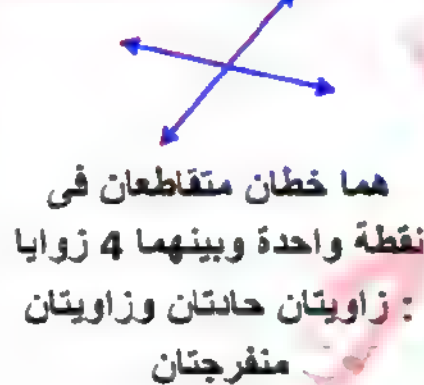 هما خطان متقاطعان فى
نقطة واحدة وبينهما 4 زوايا
: زاويتان حادتان وزاويتان
منفرجتان